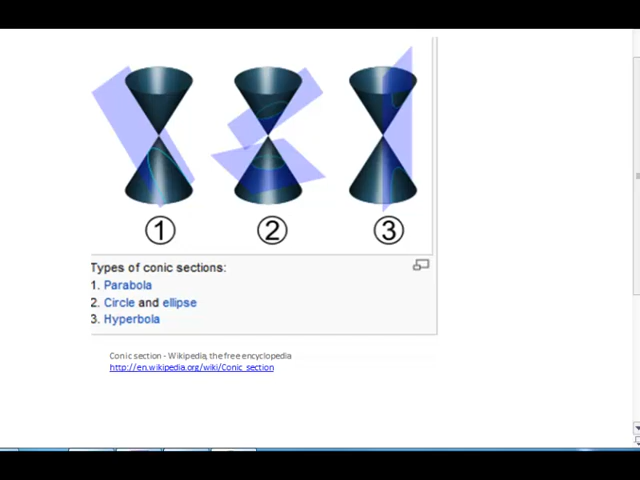 ① ② ③
Types of conic sections:
1. Parabola
2. Circle and ellipse
3. Hyperbola
Conic section - Wikipedia, the free encyclopedia
http://en.wikipedia.org/wiki/Conic_section